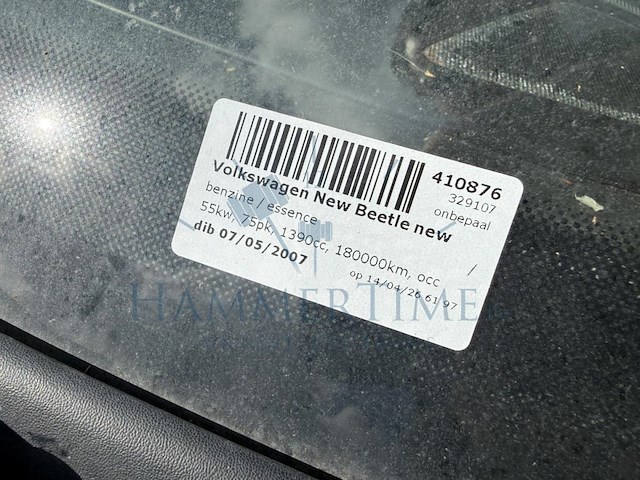 410876
329107
onbepaal
Volkswagen New Beetle new
benzine / essence
55kw, 75pk, 1390cc, 180000km, occ /
dib 07/05/2007
op 14/04/26 61 97
HAMMERTIME